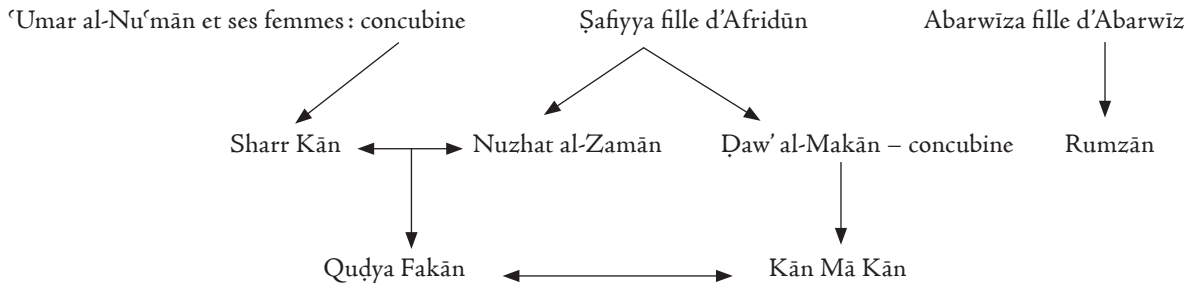 ʿUmar al-Nuʿmān et ses femmes : concubine Ṣafiyya fille d’Afridūn Abarwīza fille d’Abarwīz
Sharr Kān Nuzhat al-Zamān Ḍaw’ al-Makān – concubine Rumzān
Quḍya Fakān Kān Mā Kān